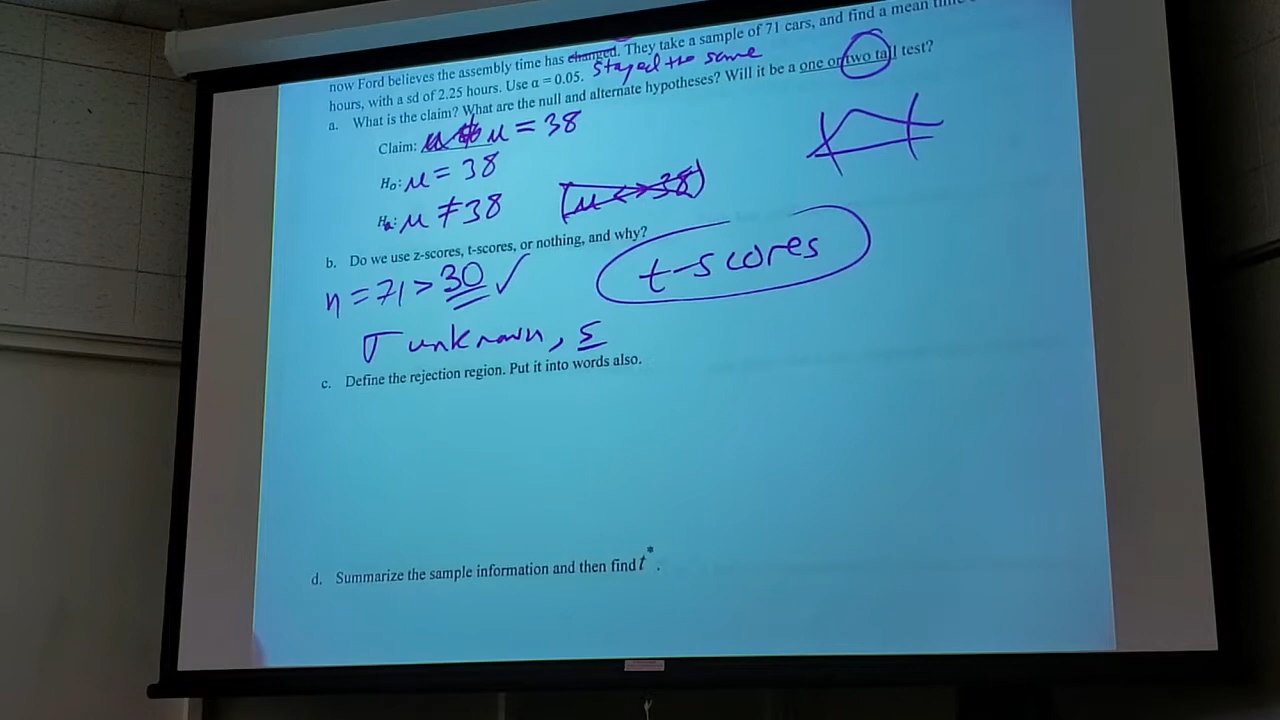 now Ford believes the assembly time has changed. They take a sample of 71 cars, and find a mean time
stayed the same
hours, with a sd of 2.25 hours. Use α = 0.05.
a. What is the claim? What are the null and alternate hypotheses? Will it be a one or two tail test?
Claim: μ = 38
H₀: μ = 38
Hₐ: μ ≠ 38
(μ <> 38)
b. Do we use z-scores, t-scores, or nothing, and why?
n = 71 > 30 ✓
t-scores
σ unknown, s
c. Define the rejection region. Put it into words also.
d. Summarize the sample information and then find t*.